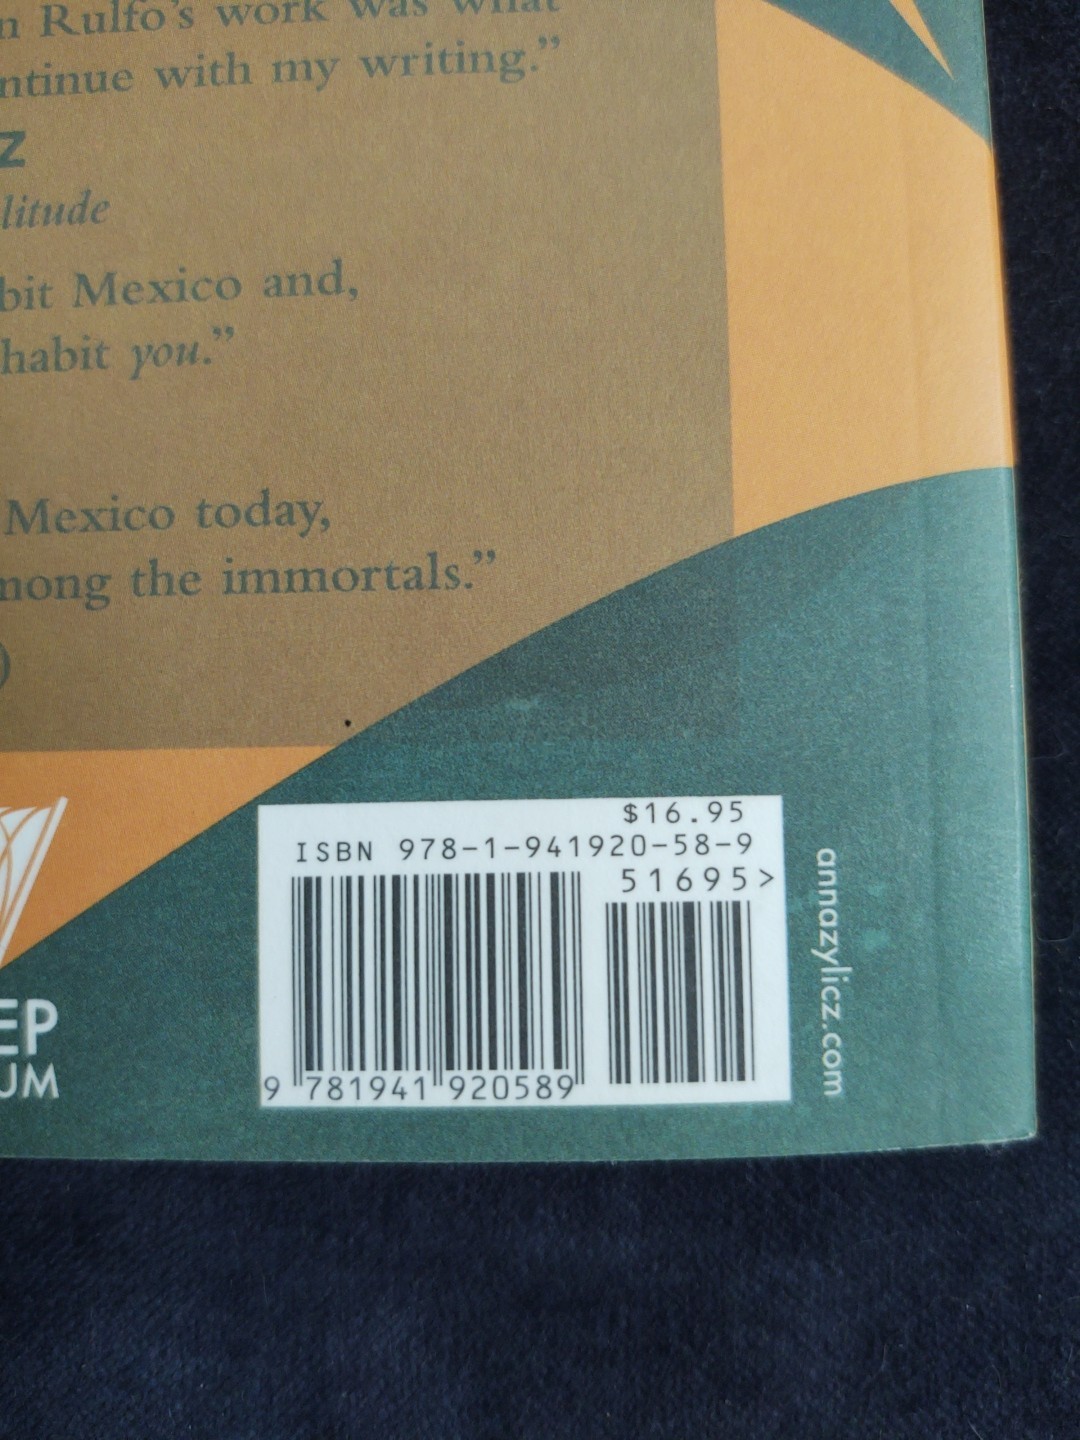 n Rulfo's work was what
ntinue with my writing.”
z
litude
bit Mexico and,
habit you.”
Mexico today,
mong the immortals.”
)
EP
UM
$16.95
ISBN 978-1-941920-58-9
51695>
9 781941 920589
annazylicz.com